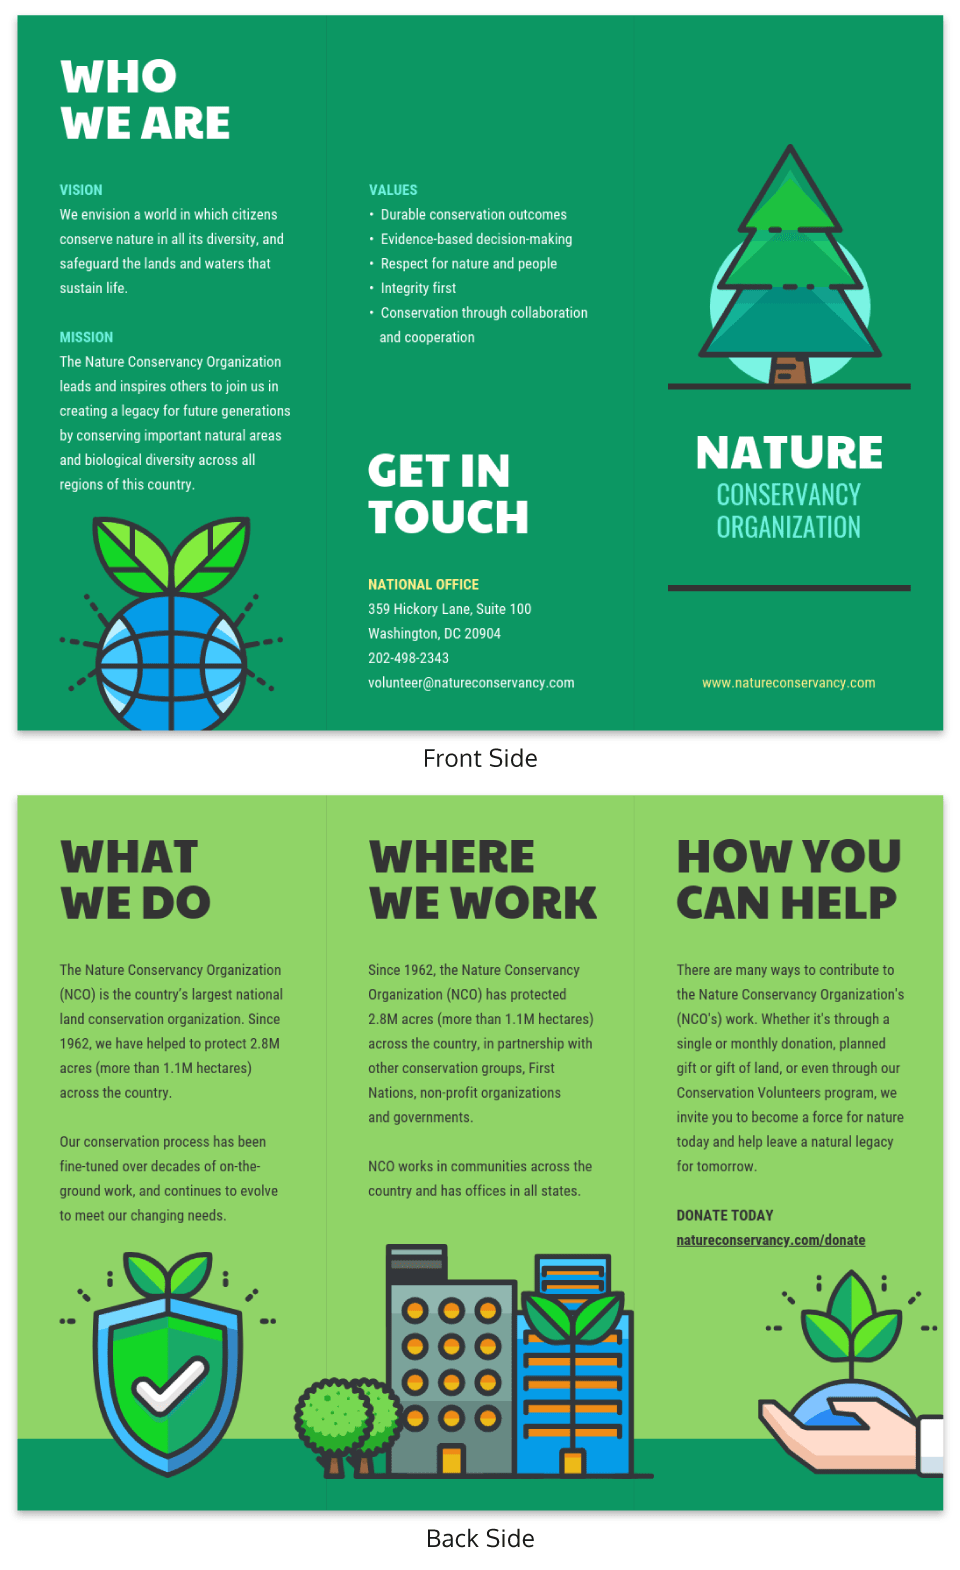 WHO
WE ARE
VISION
We envision a world in which citizens
conserve nature in all its diversity, and
safeguard the lands and waters that
sustain life.
MISSION
The Nature Conservancy Organization
leads and inspires others to join us in
creating a legacy for future generations
by conserving important natural areas
and biological diversity across all
regions of this country.
VALUES
• Durable conservation outcomes
• Evidence-based decision-making
• Respect for nature and people
• Integrity first
• Conservation through collaboration
and cooperation
GET IN
TOUCH
NATIONAL OFFICE
359 Hickory Lane, Suite 100
Washington, DC 20904
202-498-2343
volunteer@natureconservancy.com
NATURE
CONSERVANCY
ORGANIZATION
www.natureconservancy.com
Front Side
WHAT
WE DO
The Nature Conservancy Organization
(NCO) is the country's largest national
land conservation organization. Since
1962, we have helped to protect 2.8M
acres (more than 1.1M hectares)
across the country.
Our conservation process has been
fine-tuned over decades of on-the-
ground work, and continues to evolve
to meet our changing needs.
WHERE
WE WORK
Since 1962, the Nature Conservancy
Organization (NCO) has protected
2.8M acres (more than 1.1M hectares)
across the country, in partnership with
other conservation groups, First
Nations, non-profit organizations
and governments.
NCO works in communities across the
country and has offices in all states.
HOW YOU
CAN HELP
There are many ways to contribute to
the Nature Conservancy Organization's
(NCO's) work. Whether it's through a
single or monthly donation, planned
gift or gift of land, or even through our
Conservation Volunteers program, we
invite you to become a force for nature
today and help leave a natural legacy
for tomorrow.
DONATE TODAY
natureconservancy.com/donate
Back Side